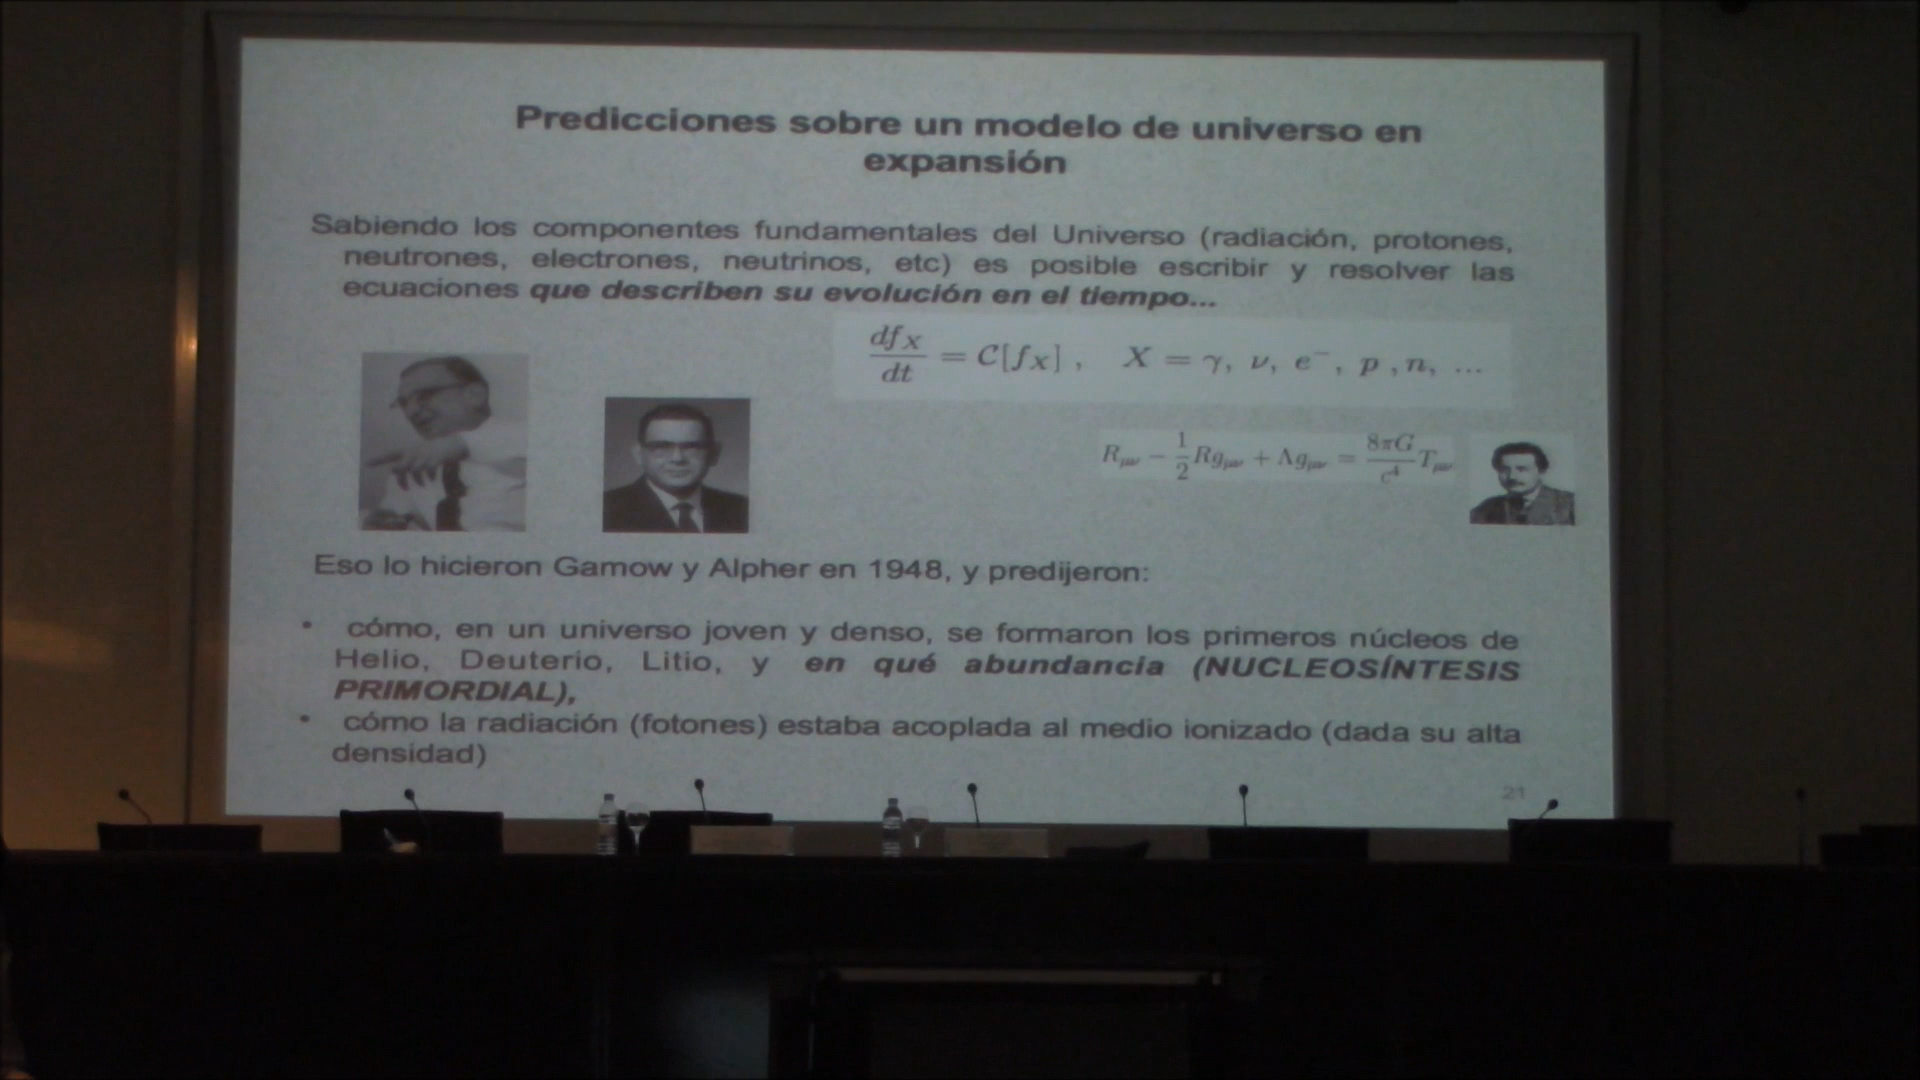 Predicciones sobre un modelo de universo en
expansión
Sabiendo los componentes fundamentales del Universo (radiación, protones,
neutrones, electrones, neutrinos, etc) es posible escribir y resolver las
ecuaciones que describen su evolución en el tiempo...
df_X/dt = C[f_X] , X = γ, ν, e⁻, p ,n, ...
R_μν − 1/2 Rg_μν + Λg_μν = 8πG/c⁴ T_μν
Eso lo hicieron Gamow y Alpher en 1948, y predijeron:
• cómo, en un universo joven y denso, se formaron los primeros núcleos de
Helio, Deuterio, Litio, y en qué abundancia (NUCLEOSÍNTESIS
PRIMORDIAL),
• cómo la radiación (fotones) estaba acoplada al medio ionizado (dada su alta
densidad)
21